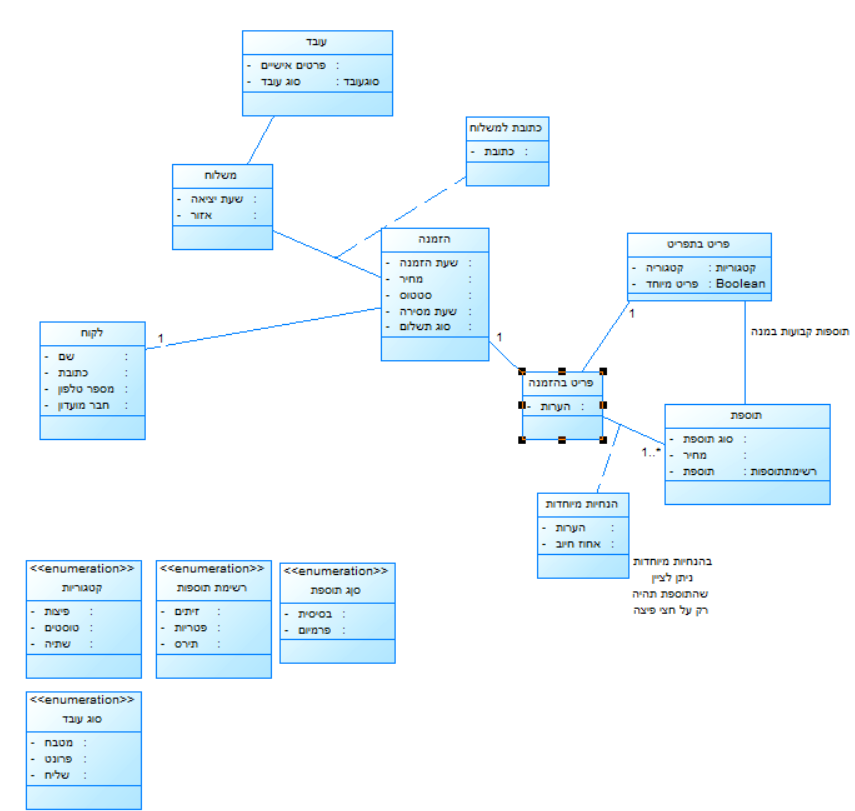 עובד
- פרטים אישיים :
- סוג עובד : סוגעובד
כתובת למשלוח
- כתובת :
משלוח
- שעת יציאה :
- אזור :
הזמנה
- שעת הזמנה :
- מחיר :
- סטטוס :
- שעת מסירה :
- סוג תשלום :
פריט בתפריט
- קטגוריה : קטגוריות
- פריט מיוחד : Boolean
לקוח
- שם :
- כתובת :
- מספר טלפון :
- חבר מועדון :
1
1
1
תוספות קבועות במנה
פריט בהזמנה
- הערות :
תוספת
- סוג תוספת :
- מחיר :
- תוספת : רשימתתוספות
1..*
הנחיות מיוחדות
- הערות :
- אחוז חיוב :
בהנחיות מיוחדות
ניתן לציין
שהתוספת תהיה
רק על חצי פיצה
<<enumeration>>
קטגוריות
- פיצות :
- טוסטים :
- שתיה :
<<enumeration>>
רשימת תוספות
- זיתים :
- פטריות :
- תירס :
<<enumeration>>
סוג תוספת
- בסיסית :
- פרמיום :
<<enumeration>>
סוג עובד
- מטבח :
- פרונט :
- שליח :